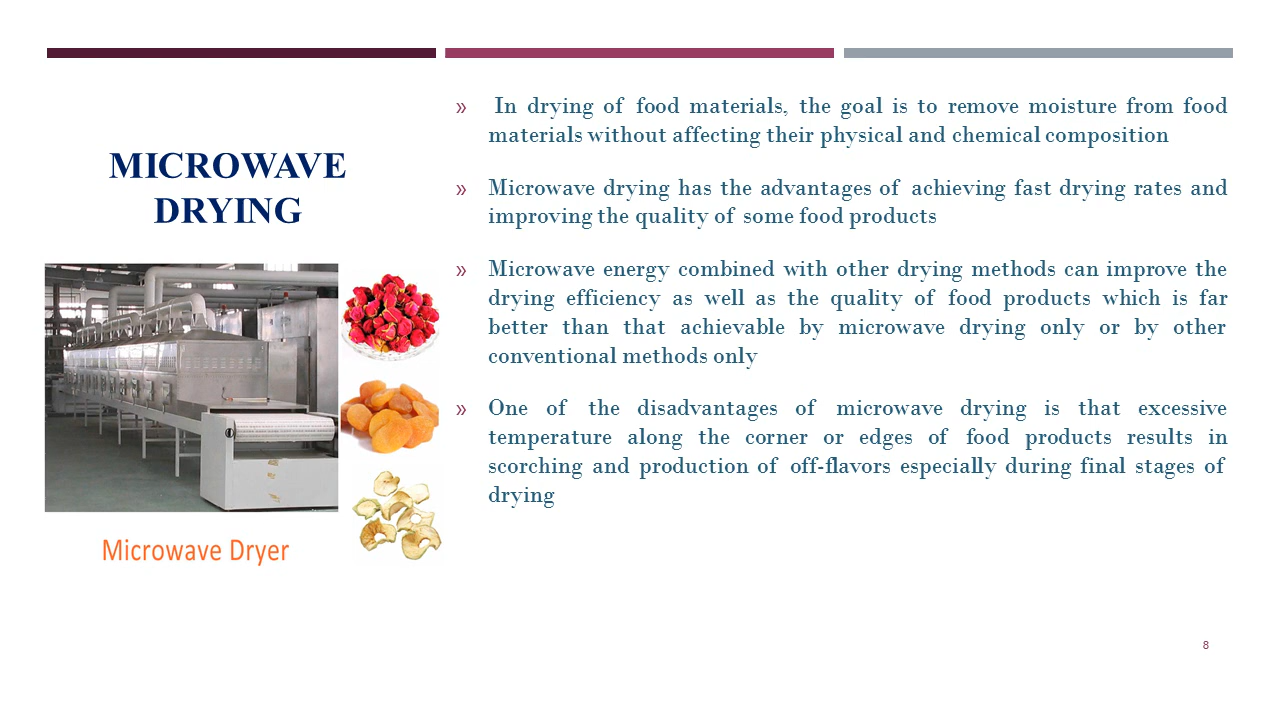 MICROWAVE
DRYING
Microwave Dryer
» In drying of food materials, the goal is to remove moisture from food
materials without affecting their physical and chemical composition
» Microwave drying has the advantages of achieving fast drying rates and
improving the quality of some food products
» Microwave energy combined with other drying methods can improve the
drying efficiency as well as the quality of food products which is far
better than that achievable by microwave drying only or by other
conventional methods only
» One of the disadvantages of microwave drying is that excessive
temperature along the corner or edges of food products results in
scorching and production of off-flavors especially during final stages of
drying
8